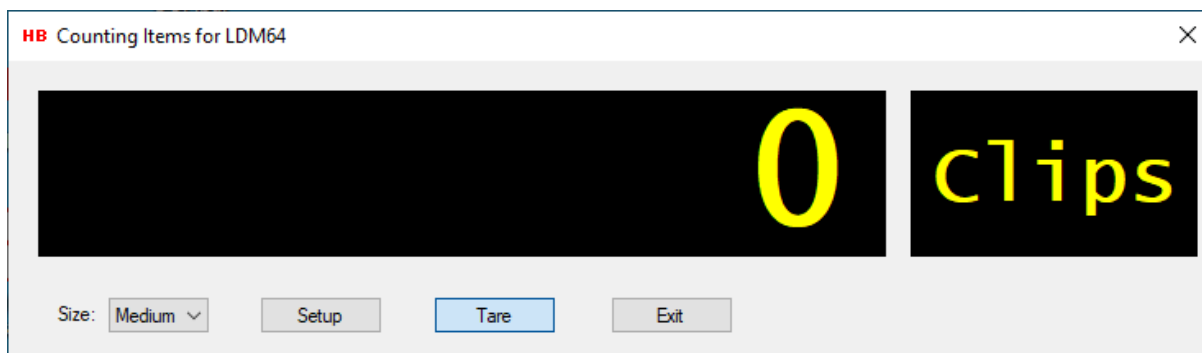 HB Counting Items for LDM64
0 Clips
Size: Medium Setup Tare Exit